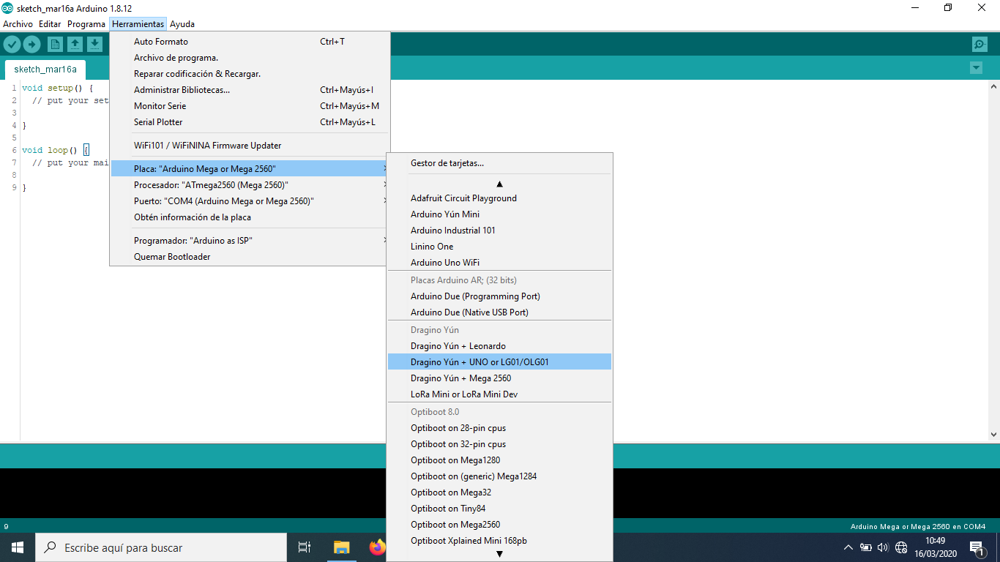 sketch_mar16a Arduino 1.8.12
Archivo Editar Programa Herramientas Ayuda
sketch_mar16a
1 void setup() {
2 // put your set
3
4 }
5
6 void loop() {
7 // put your mai
8
9 }
Auto Formato Ctrl+T
Archivo de programa.
Reparar codificación & Recargar.
Administrar Bibliotecas... Ctrl+Mayús+I
Monitor Serie Ctrl+Mayús+M
Serial Plotter Ctrl+Mayús+L
WiFi101 / WiFiNINA Firmware Updater
Placa: "Arduino Mega or Mega 2560"
Procesador: "ATmega2560 (Mega 2560)"
Puerto: "COM4 (Arduino Mega or Mega 2560)"
Obtén información de la placa
Programador: "Arduino as ISP"
Quemar Bootloader
Gestor de tarjetas...
Adafruit Circuit Playground
Arduino Yún Mini
Arduino Industrial 101
Linino One
Arduino Uno WiFi
Placas Arduino AR; (32 bits)
Arduino Due (Programming Port)
Arduino Due (Native USB Port)
Dragino Yún
Dragino Yún + Leonardo
Dragino Yún + UNO or LG01/OLG01
Dragino Yún + Mega 2560
LoRa Mini or LoRa Mini Dev
Optiboot 8.0
Optiboot on 28-pin cpus
Optiboot on 32-pin cpus
Optiboot on Mega1280
Optiboot on (generic) Mega1284
Optiboot on Mega32
Optiboot on Tiny84
Optiboot on Mega2560
Optiboot Xplained Mini 168pb
9
Arduino Mega or Mega 2560 en COM4
Escribe aquí para buscar
10:49
16/03/2020
1